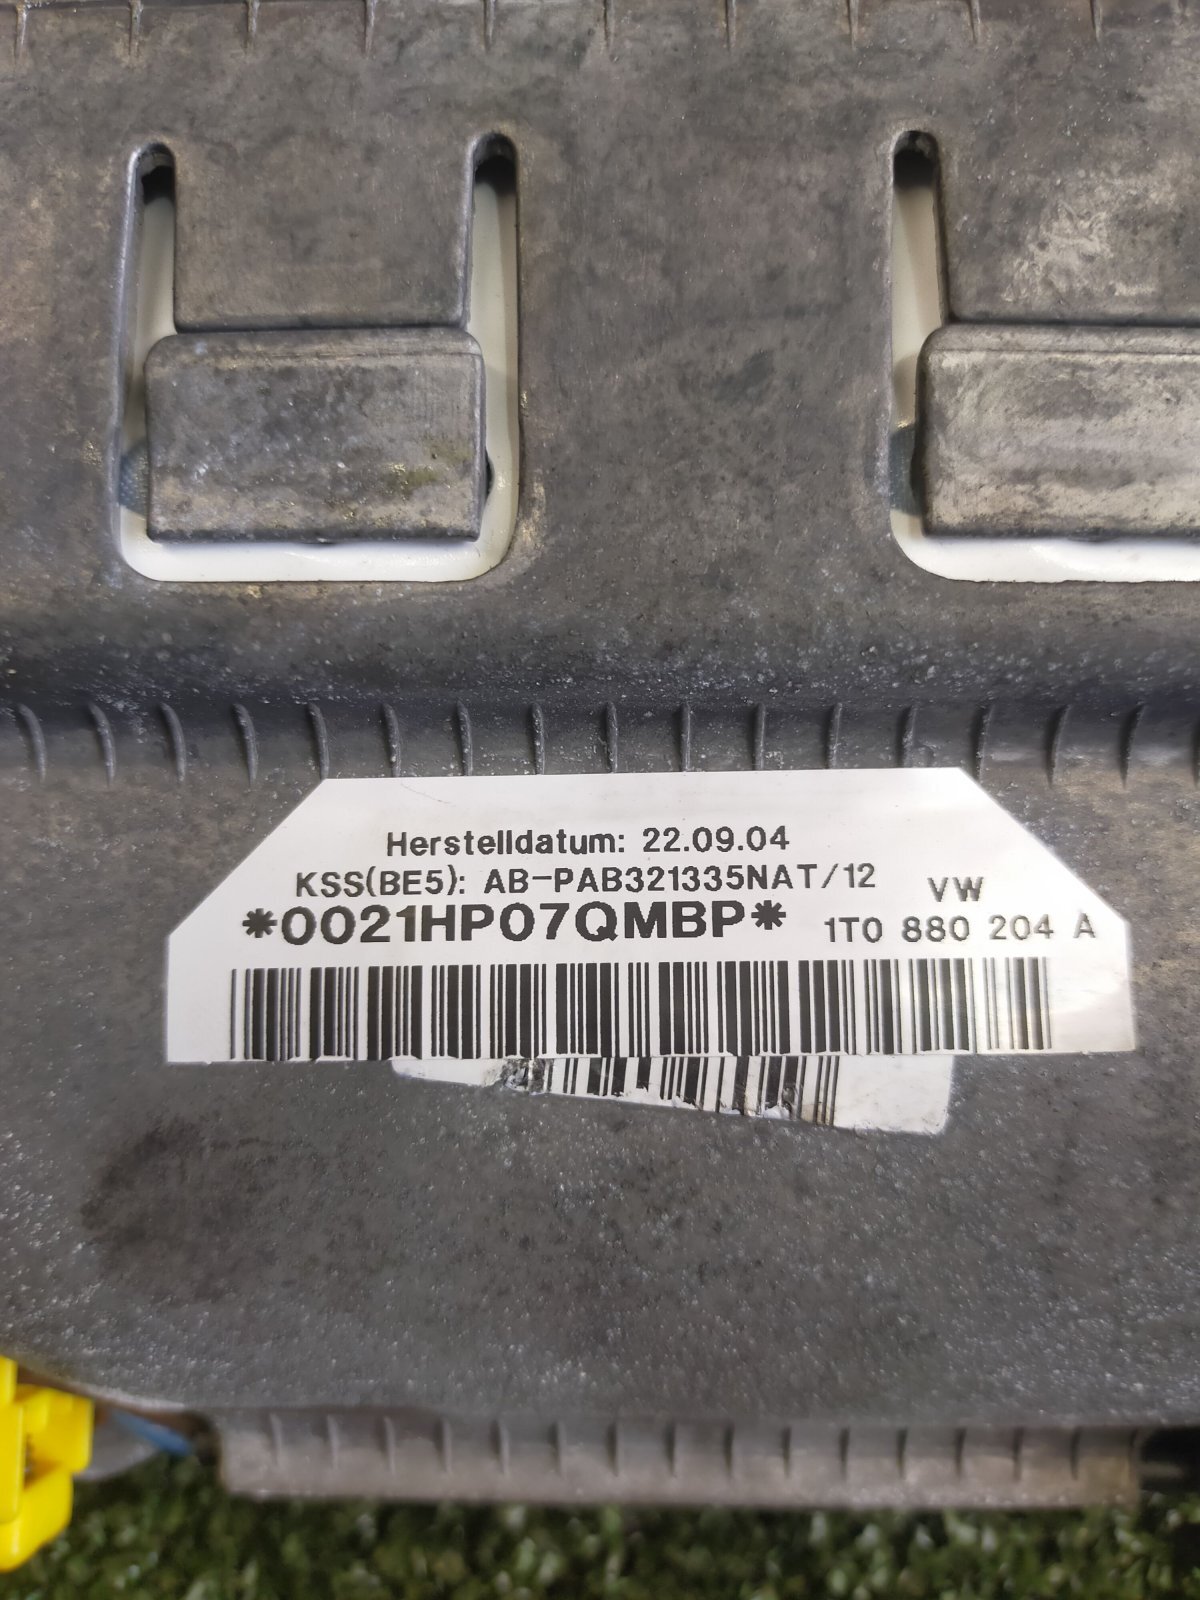 Herstelldatum: 22.09.04
KSS(BE5): AB-PAB321335NAT/12
VW
*0021HP07QMBP*
1T0 880 204 A